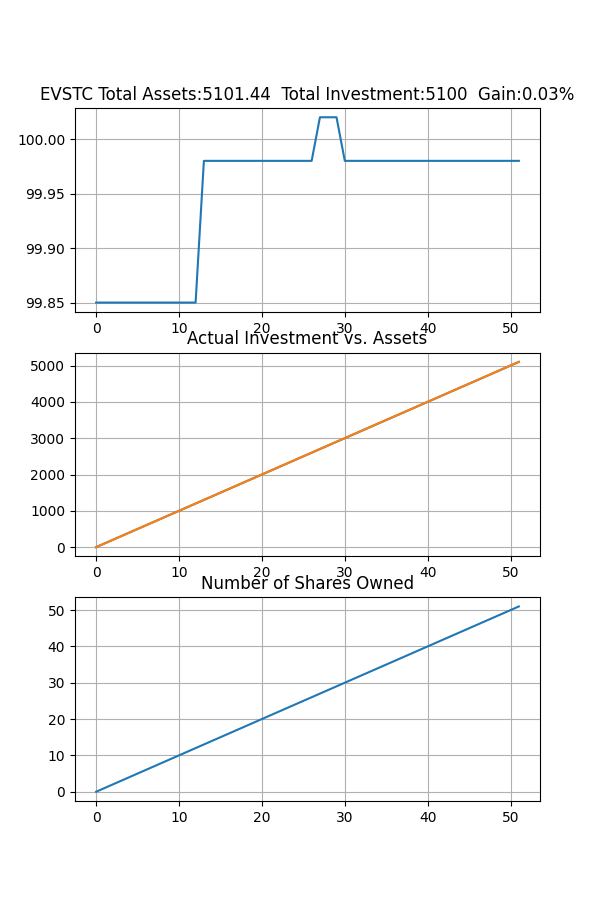 EVSTC Total Assets:5101.44  Total Investment:5100  Gain:0.03%
100.00
99.95
99.90
99.85
0 10 20 30 40 50
Actual Investment vs. Assets
5000
4000
3000
2000
1000
0
0 10 20 30 40 50
Number of Shares Owned
50
40
30
20
10
0
0 10 20 30 40 50